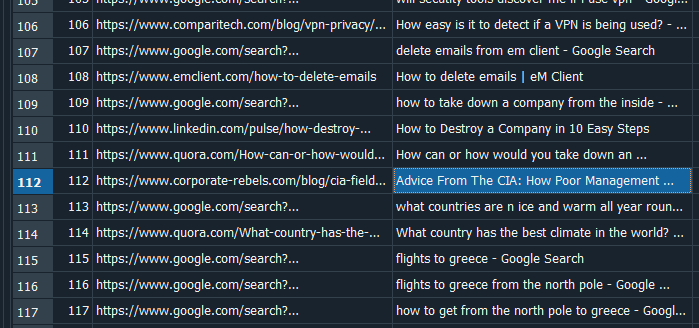 105 105 https://www.google.com/search?... will security tools discover me if I use vpn - Google...
106 106 https://www.comparitech.com/blog/vpn-privacy/... How easy is it to detect if a VPN is being used? - ...
107 107 https://www.google.com/search?... delete emails from em client - Google Search
108 108 https://www.emclient.com/how-to-delete-emails How to delete emails | eM Client
109 109 https://www.google.com/search?... how to take down a company from the inside - ...
110 110 https://www.linkedin.com/pulse/how-destroy-... How to Destroy a Company in 10 Easy Steps
111 111 https://www.quora.com/How-can-or-how-would... How can or how would you take down an ...
112 112 https://www.corporate-rebels.com/blog/cia-field... Advice From The CIA: How Poor Management ...
113 113 https://www.google.com/search?... what countries are n ice and warm all year roun...
114 114 https://www.quora.com/What-country-has-the-... What country has the best climate in the world? ...
115 115 https://www.google.com/search?... flights to greece - Google Search
116 116 https://www.google.com/search?... flights to greece from the north pole - Google ...
117 117 https://www.google.com/search?... how to get from the north pole to greece - Googl...